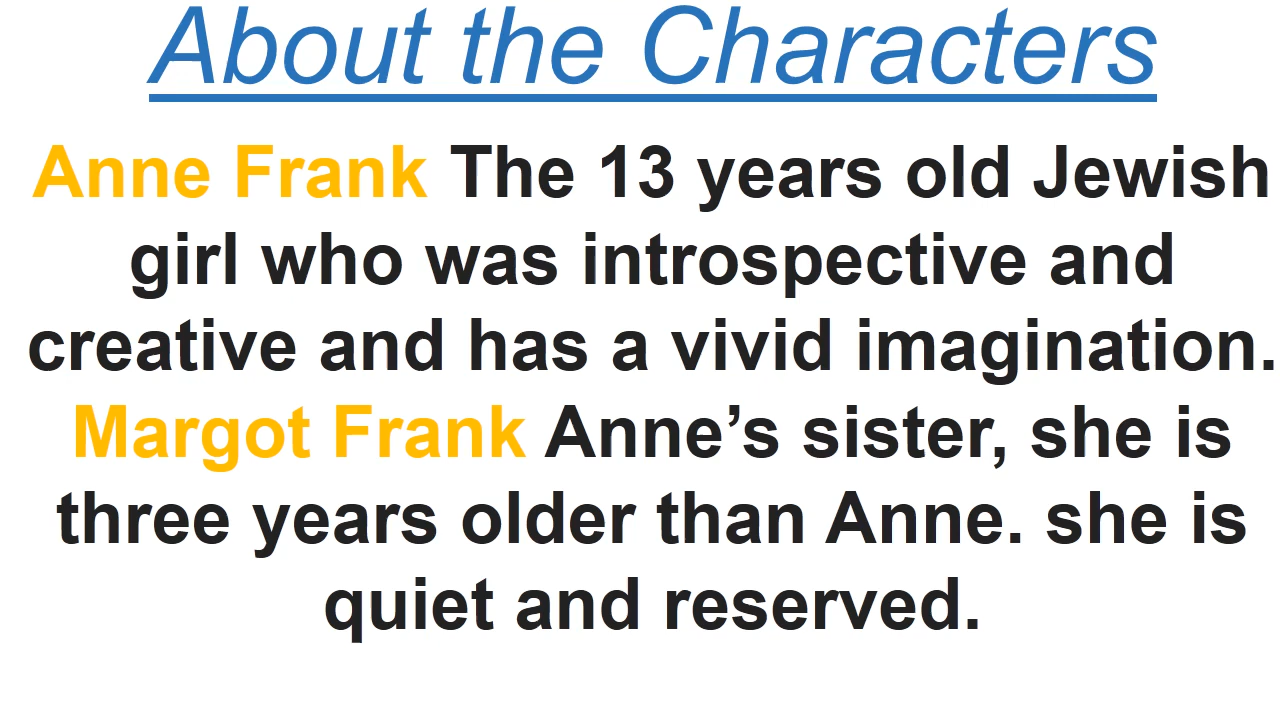 About the Characters
Anne Frank The 13 years old Jewish
girl who was introspective and
creative and has a vivid imagination.
Margot Frank Anne’s sister, she is
three years older than Anne. she is
quiet and reserved.